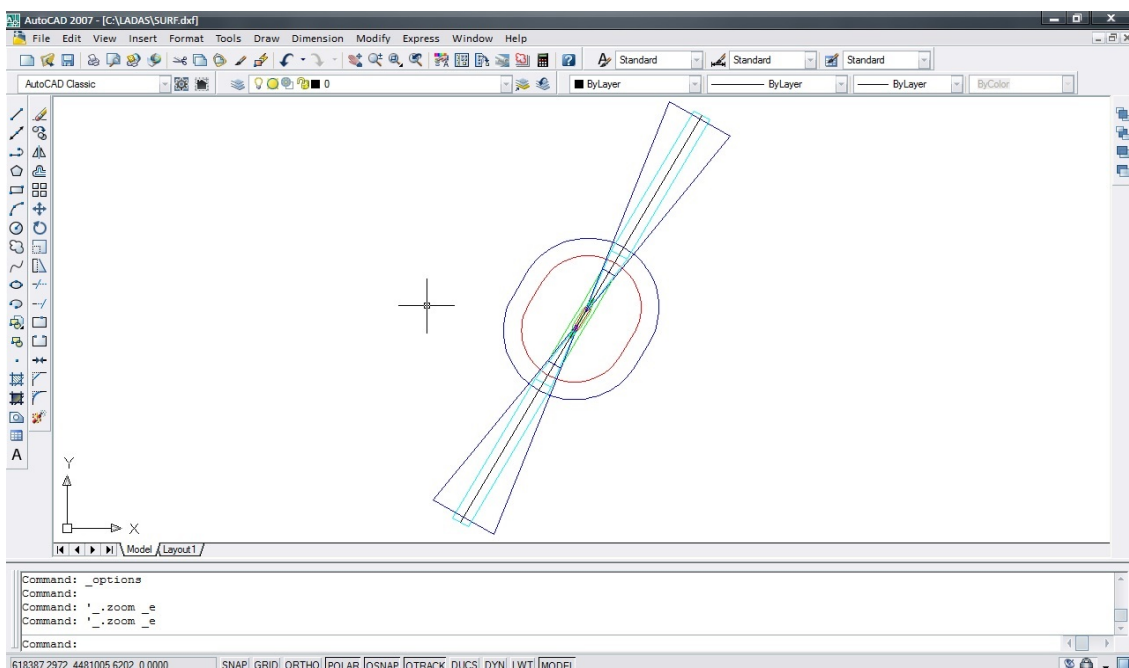 AutoCAD 2007 - [C:\LADAS\SURF.dxf]
File Edit View Insert Format Tools Draw Dimension Modify Express Window Help
Standard Standard Standard
AutoCAD Classic 0 ByLayer ByLayer ByLayer ByColor
A
Y
X
Model Layout1
Command: _options
Command:
Command: '_.zoom _e
Command: '_.zoom _e
Command:
618387.2972, 4481005.6202, 0.0000 SNAP GRID ORTHO POLAR OSNAP OTRACK DUCS DYN LWT MODEL